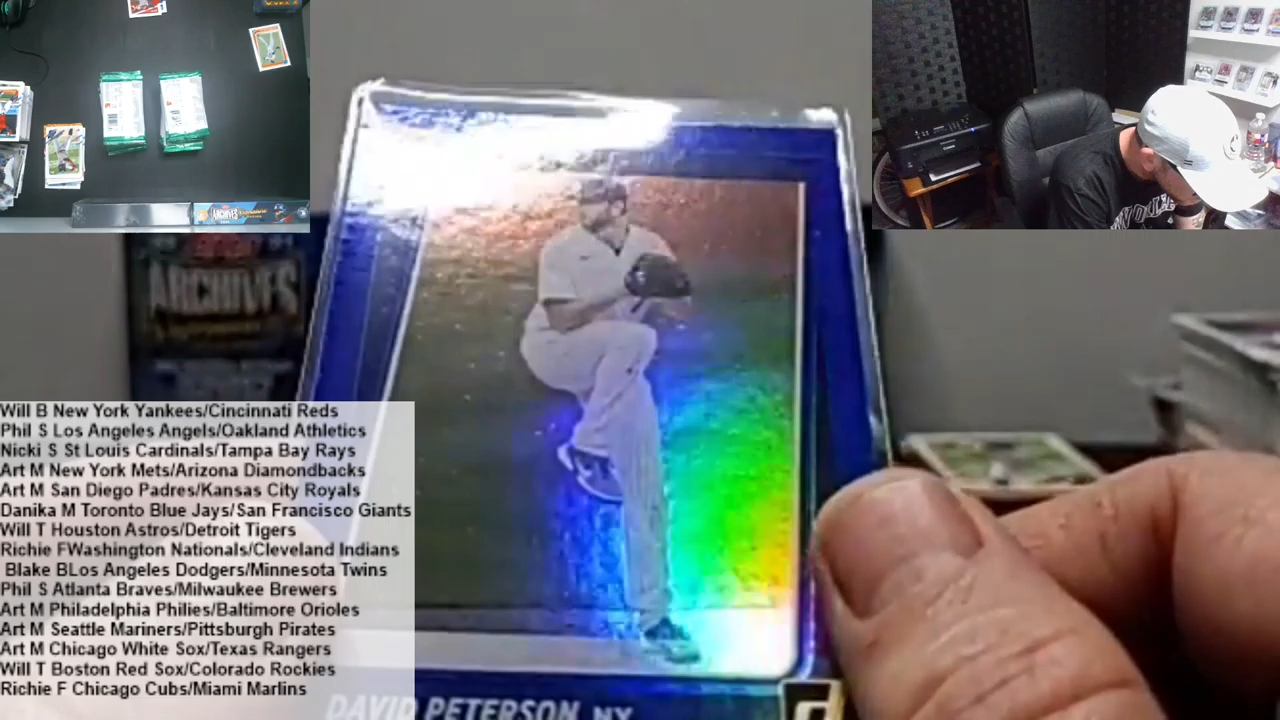 ARCHIVES
ARCHIVES
Will B New York Yankees/Cincinnati Reds
Phil S Los Angeles Angels/Oakland Athletics
Nicki S St Louis Cardinals/Tampa Bay Rays
Art M New York Mets/Arizona Diamondbacks
Art M San Diego Padres/Kansas City Royals
Danika M Toronto Blue Jays/San Francisco Giants
Will T Houston Astros/Detroit Tigers
Richie FWashington Nationals/Cleveland Indians
Blake BLos Angeles Dodgers/Minnesota Twins
Phil S Atlanta Braves/Milwaukee Brewers
Art M Philadelphia Philies/Baltimore Orioles
Art M Seattle Mariners/Pittsburgh Pirates
Art M Chicago White Sox/Texas Rangers
Will T Boston Red Sox/Colorado Rockies
Richie F Chicago Cubs/Miami Marlins
DAVID PETERSON NY